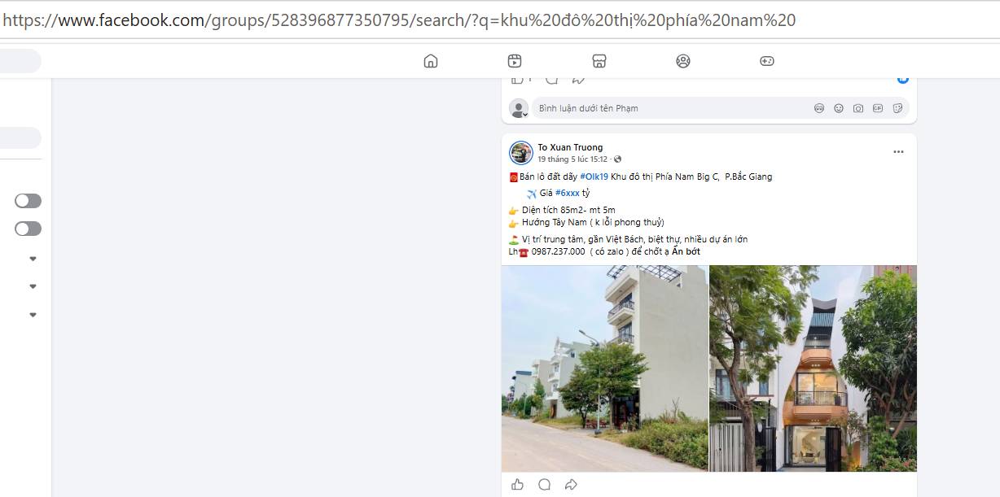 https://www.facebook.com/groups/528396877350795/search/?q=khu%20đô%20thị%20phía%20nam%20
Bình luận dưới tên Phạm
GIF
To Xuan Truong
19 tháng 5 lúc 15:12 ·
Bán lô đất dãy #Olk19 Khu đô thị Phía Nam Big C, P.Bắc Giang
Giá #6xxx tỷ
Diện tích 85m2- mt 5m
Hướng Tây Nam ( k lỗi phong thuỷ)
Vị trí trung tâm, gần Việt Bách, biệt thự, nhiều dự án lớn
Lh☎️ 0987.237.000 ( có zalo ) để chốt ạ Ẩn bớt